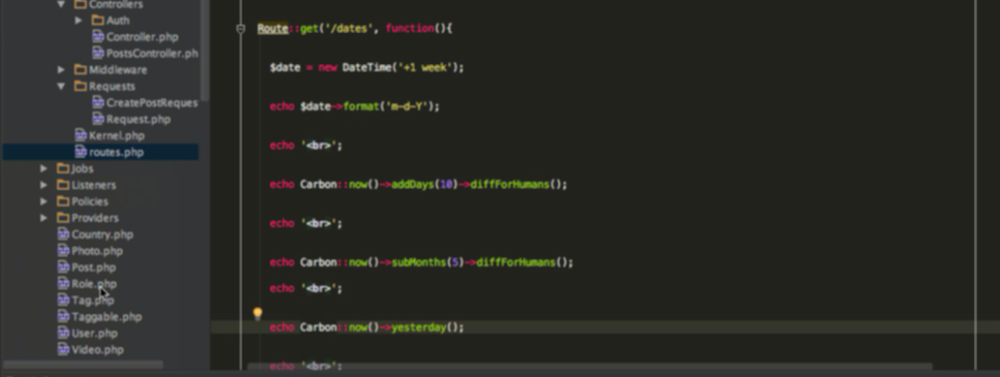 Controllers
Auth
Controller.php
PostsController.ph
Middleware
Requests
CreatePostReques
Request.php
Kernel.php
routes.php
Jobs
Listeners
Policies
Providers
Country.php
Photo.php
Post.php
Role.php
Tag.php
Taggable.php
User.php
Video.php
Route::get('/dates', function(){
$date = new DateTime('+1 week');
echo $date->format('m-d-Y');
echo '<br>';
echo Carbon::now()->addDays(10)->diffForHumans();
echo '<br>';
echo Carbon::now()->subMonths(5)->diffForHumans();
echo '<br>';
echo Carbon::now()->yesterday();
echo '<br>';